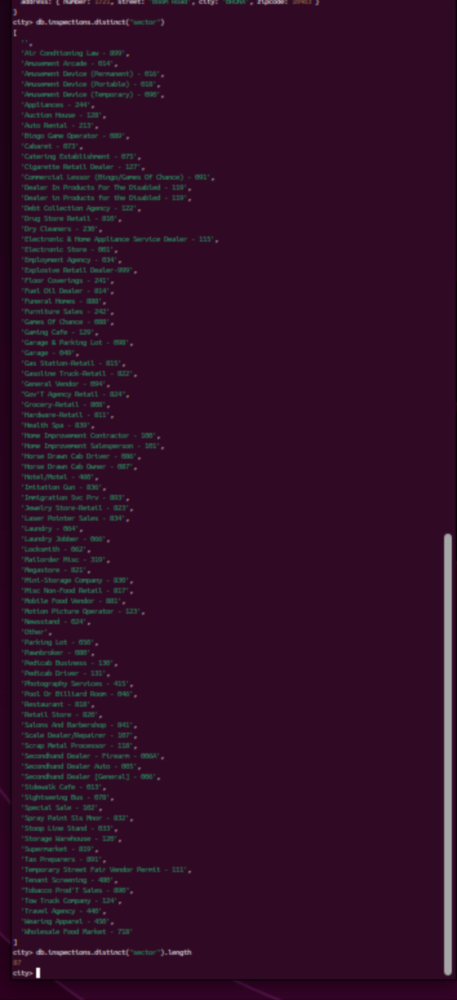 address: { number: 1721, street: 'Boom Road', city: 'BRONX', zipcode: 10463 }
}
city> db.inspections.distinct("sector")
[
'',
'Air Condtioning Law - 899',
'Amusement Arcade - 014',
'Amusement Device (Permanent) - 016',
'Amusement Device (Portable) - 018',
'Amusement Device (Temporary) - 090',
'Appliances - 244',
'Auction House - 128',
'Auto Rental - 213',
'Bingo Game Operator - 089',
'Cabaret - 073',
'Catering Establishment - 075',
'Cigarette Retail Dealer - 127',
'Commercial Lessor (Bingo/Games Of Chance) - 091',
'Dealer In Products For The Disabled - 119',
'Dealer in Products for the Disabled - 119',
'Debt Collection Agency - 122',
'Drug Store Retail - 810',
'Dry Cleaners - 230',
'Electronic & Home Appliance Service Dealer - 115',
'Electronic Store - 001',
'Employment Agency - 034',
'Explosive Retail Dealer-999',
'Floor Coverings - 241',
'Fuel Oil Dealer - 814',
'Funeral Homes - 888',
'Furniture Sales - 242',
'Games Of Chance - 088',
'Gaming Cafe - 129',
'Garage & Parking Lot - 098',
'Garage - 049',
'Gas Station-Retail - 815',
'Gasoline Truck-Retail - 822',
'General Vendor - 094',
"Gov'T Agency Retail - 824",
'Grocery-Retail - 808',
'Hardware-Retail - 811',
'Health Spa - 839',
'Home Improvement Contractor - 100',
'Home Improvement Salesperson - 101',
'Horse Drawn Cab Driver - 086',
'Horse Drawn Cab Owner - 087',
'Hotel/Motel - 460',
'Imitation Gun - 836',
'Immigration Svc Prv - 893',
'Jewelry Store-Retail - 823',
'Laser Pointer Sales - 834',
'Laundry - 064',
'Laundry Jobber - 066',
'Locksmith - 062',
'Mailorder Misc - 319',
'Megastore - 821',
'Mini-Storage Company - 830',
'Misc Non-Food Retail - 817',
'Mobile Food Vendor - 881',
'Motion Picture Operator - 123',
'Newsstand - 024',
'Other',
'Parking Lot - 050',
'Pawnbroker - 080',
'Pedicab Business - 130',
'Pedicab Driver - 131',
'Photography Services - 415',
'Pool Or Billiard Room - 046',
'Restaurant - 818',
'Retail Store - 820',
'Salons And Barbershop - 841',
'Scale Dealer/Repairer - 107',
'Scrap Metal Processor - 118',
'Secondhand Dealer - Firearm - 006A',
'Secondhand Dealer Auto - 005',
'Secondhand Dealer [General] - 006',
'Sidewalk Cafe - 013',
'Sightseeing Bus - 078',
'Special Sale - 102',
'Spray Paint Sls Mnor - 832',
'Stoop Line Stand - 033',
'Storage Warehouse - 120',
'Supermarket - 819',
'Tax Preparers - 891',
'Temporary Street Fair Vendor Permit - 111',
'Tenant Screening - 480',
"Tobacco Prod'T Sales - 890",
'Tow Truck Company - 124',
'Travel Agency - 440',
'Wearing Apparel - 450',
'Wholesale Food Market - 718'
]
city> db.inspections.distinct("sector").length
87
city>